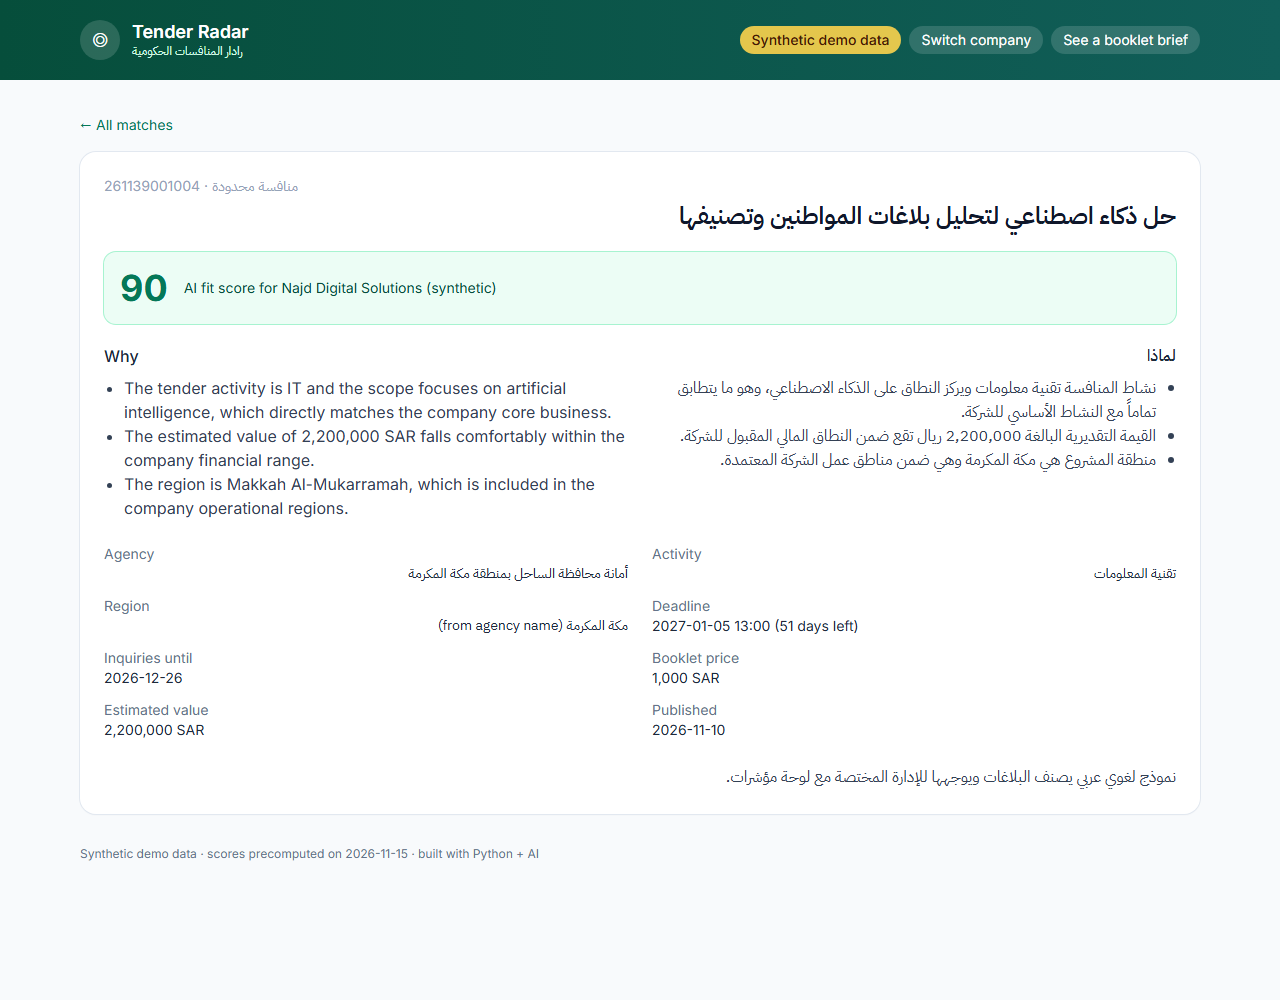 Tender Radar
رادار المنافسات الحكومية
Synthetic demo data
Switch company
See a booklet brief
← All matches
261139001004 · منافسة محدودة
حل ذكاء اصطناعي لتحليل بلاغات المواطنين وتصنيفها
90
AI fit score for Najd Digital Solutions (synthetic)
Why
• The tender activity is IT and the scope focuses on artificial
intelligence, which directly matches the company core business.
• The estimated value of 2,200,000 SAR falls comfortably within the
company financial range.
• The region is Makkah Al-Mukarramah, which is included in the
company operational regions.
لماذا
• نشاط المنافسة تقنية معلومات ويركز النطاق على الذكاء الاصطناعي، وهو ما يتطابق
تماماً مع النشاط الأساسي للشركة.
• القيمة التقديرية البالغة 2,200,000 ريال تقع ضمن النطاق المالي المقبول للشركة.
• منطقة المشروع هي مكة المكرمة وهي ضمن مناطق عمل الشركة المعتمدة.
Agency
أمانة محافظة الساحل بمنطقة مكة المكرمة
Activity
تقنية المعلومات
Region
مكة المكرمة (from agency name)
Deadline
2027-01-05 13:00 (51 days left)
Inquiries until
2026-12-26
Booklet price
1,000 SAR
Estimated value
2,200,000 SAR
Published
2026-11-10
نموذج لغوي عربي يصنف البلاغات ويوجهها للإدارة المختصة مع لوحة مؤشرات.
Synthetic demo data · scores precomputed on 2026-11-15 · built with Python + AI